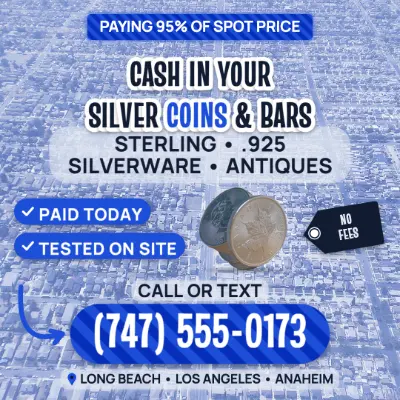 PAYING 95% OF SPOT PRICE
CASH IN YOUR
SILVER COINS & BARS
STERLING • .925
SILVERWARE • ANTIQUES
PAID TODAY
TESTED ON SITE
NO
FEES
CALL OR TEXT
(747) 555-0173
LONG BEACH • LOS ANGELES • ANAHEIM